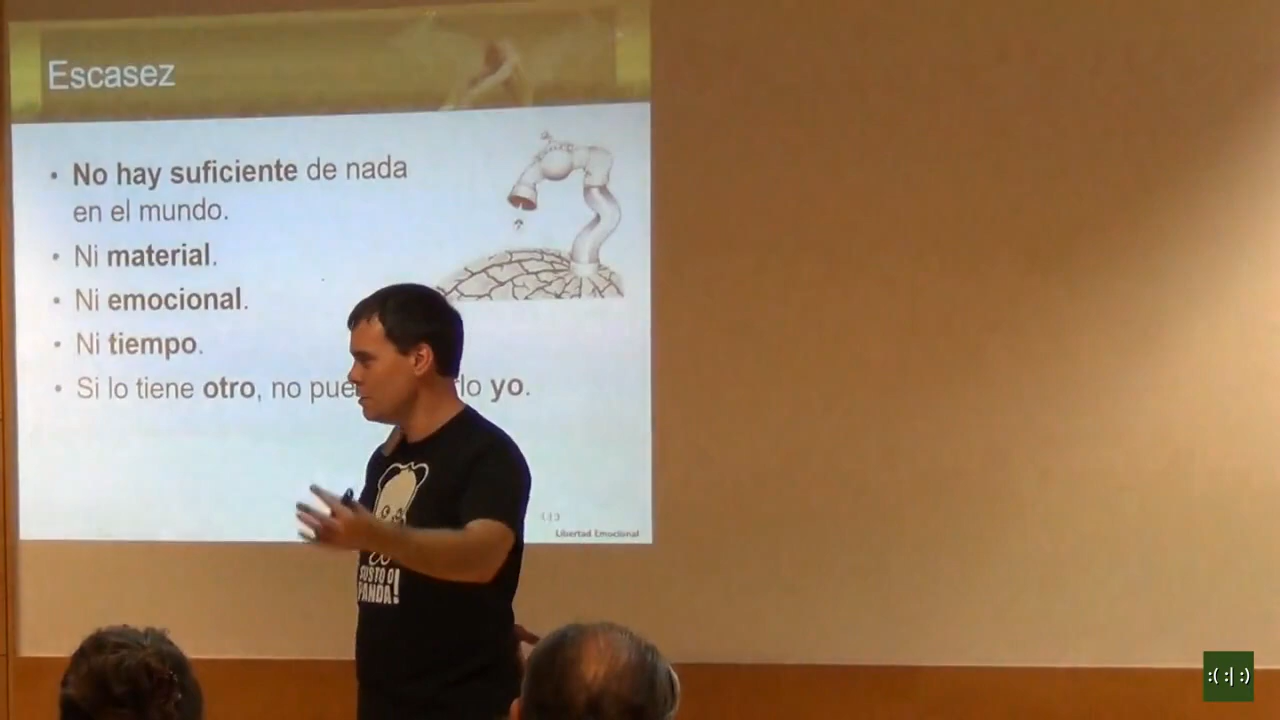 Escasez
• No hay suficiente de nada
en el mundo.
• Ni material.
• Ni emocional.
• Ni tiempo.
• Si lo tiene otro, no pue lo yo.
Libertad Emocional
SUSTO O
PANDA!
:( :| :)